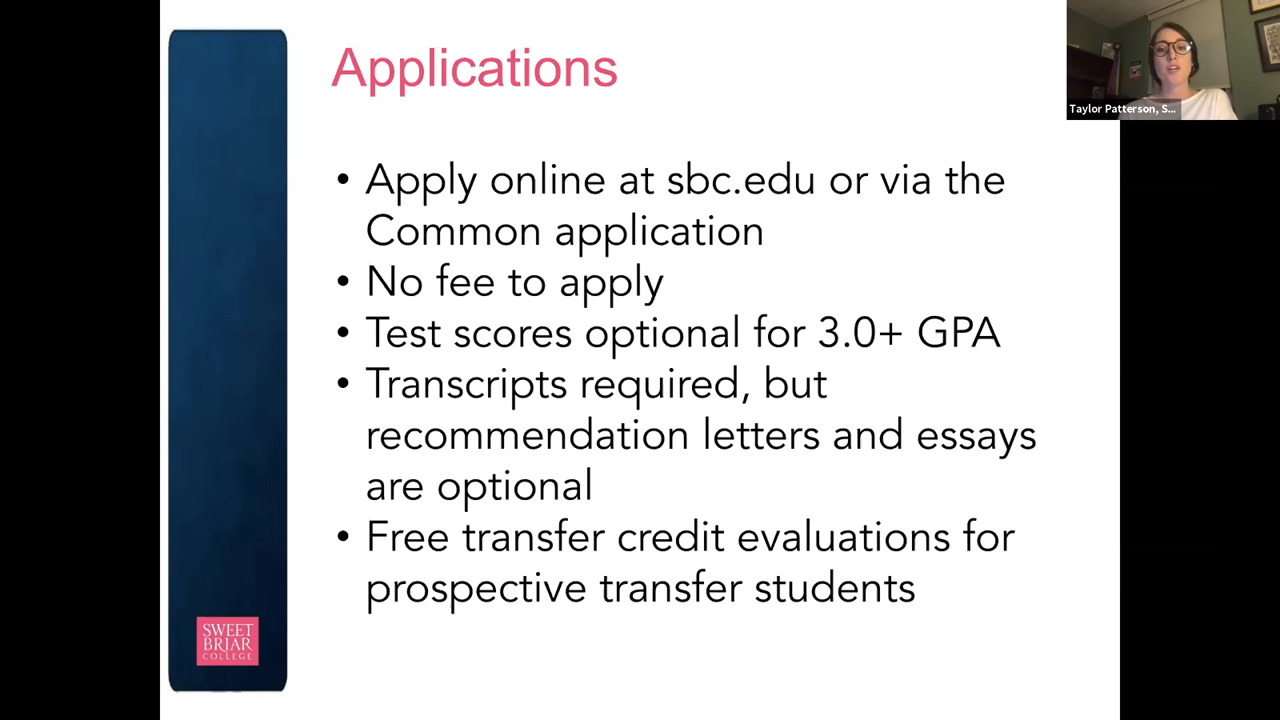 Applications
Taylor Patterson, S...
• Apply online at sbc.edu or via the
Common application
• No fee to apply
• Test scores optional for 3.0+ GPA
• Transcripts required, but
recommendation letters and essays
are optional
• Free transfer credit evaluations for
prospective transfer students
SWEET
BRIAR
COLLEGE